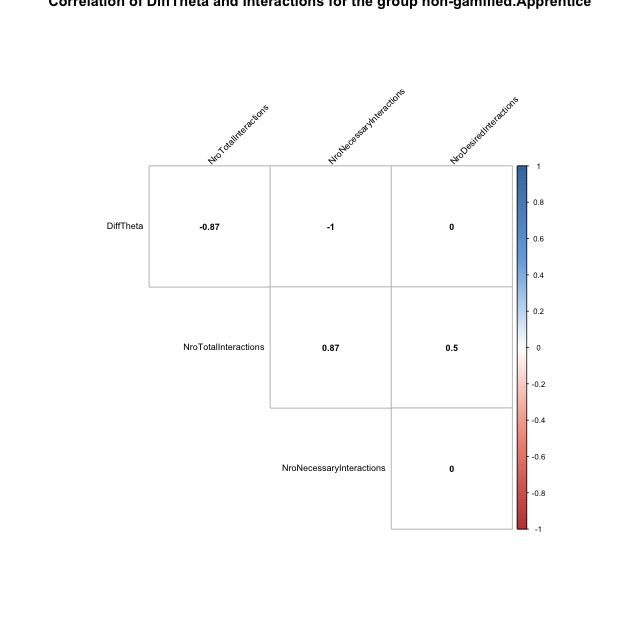 Correlation of DiffTheta and Interactions for the group non-gamified.Apprentice
NroTotalInteractions
NroNecessaryInteractions
NroDesiredInteractions
DiffTheta -0.87 -1 0
NroTotalInteractions 0.87 0.5
NroNecessaryInteractions 0
1
0.8
0.6
0.4
0.2
0
-0.2
-0.4
-0.6
-0.8
-1